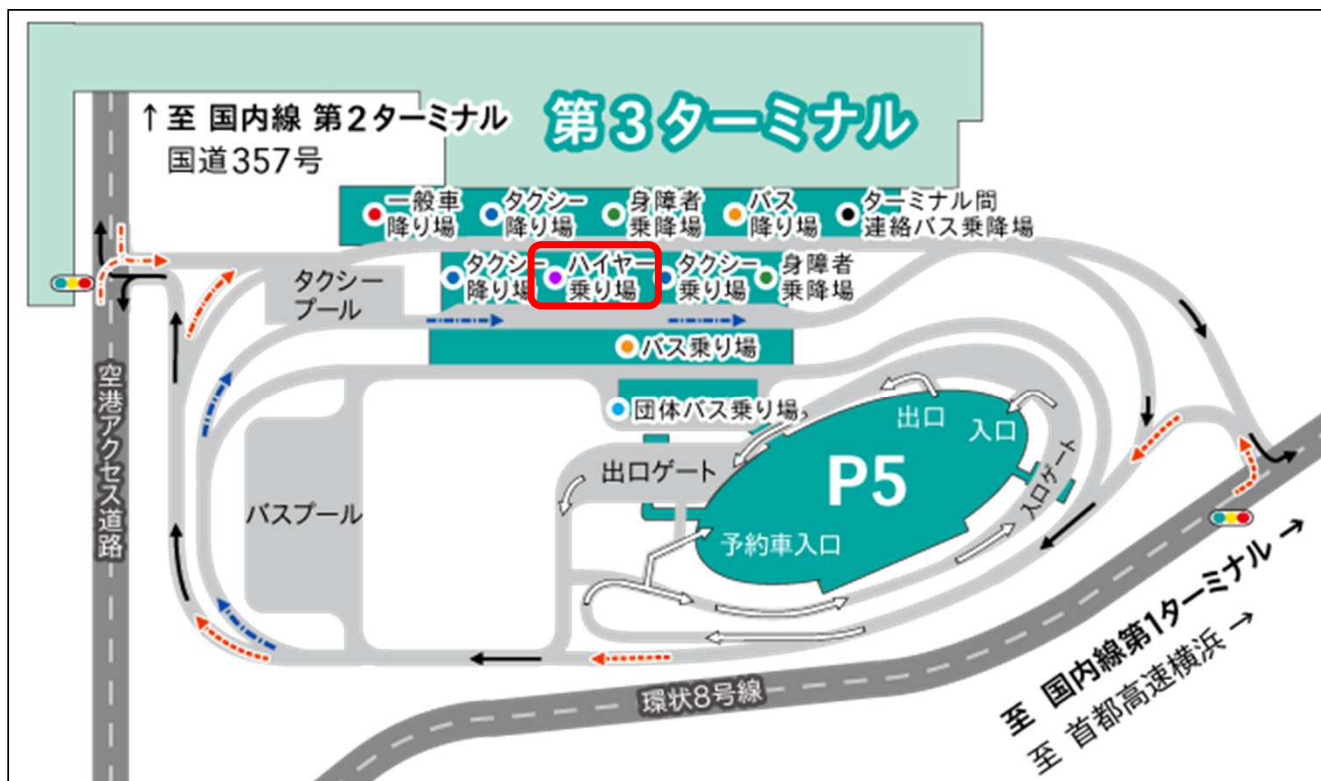 ↑至 国内線 第2ターミナル
国道357号
第3ターミナル
一般車
降り場
タクシー
降り場
身障者
乗降場
バス
降り場
ターミナル間
連絡バス乗降場
タクシー
プール
タクシー
降り場
ハイヤー
乗り場
タクシー
乗り場
身障者
乗降場
バス乗り場
団体バス乗り場
空港アクセス道路
バスプール
出口ゲート
出口
入口
入口ゲート
P5
予約車入口
環状8号線
至 国内線第1ターミナル→
至 首都高速横浜→